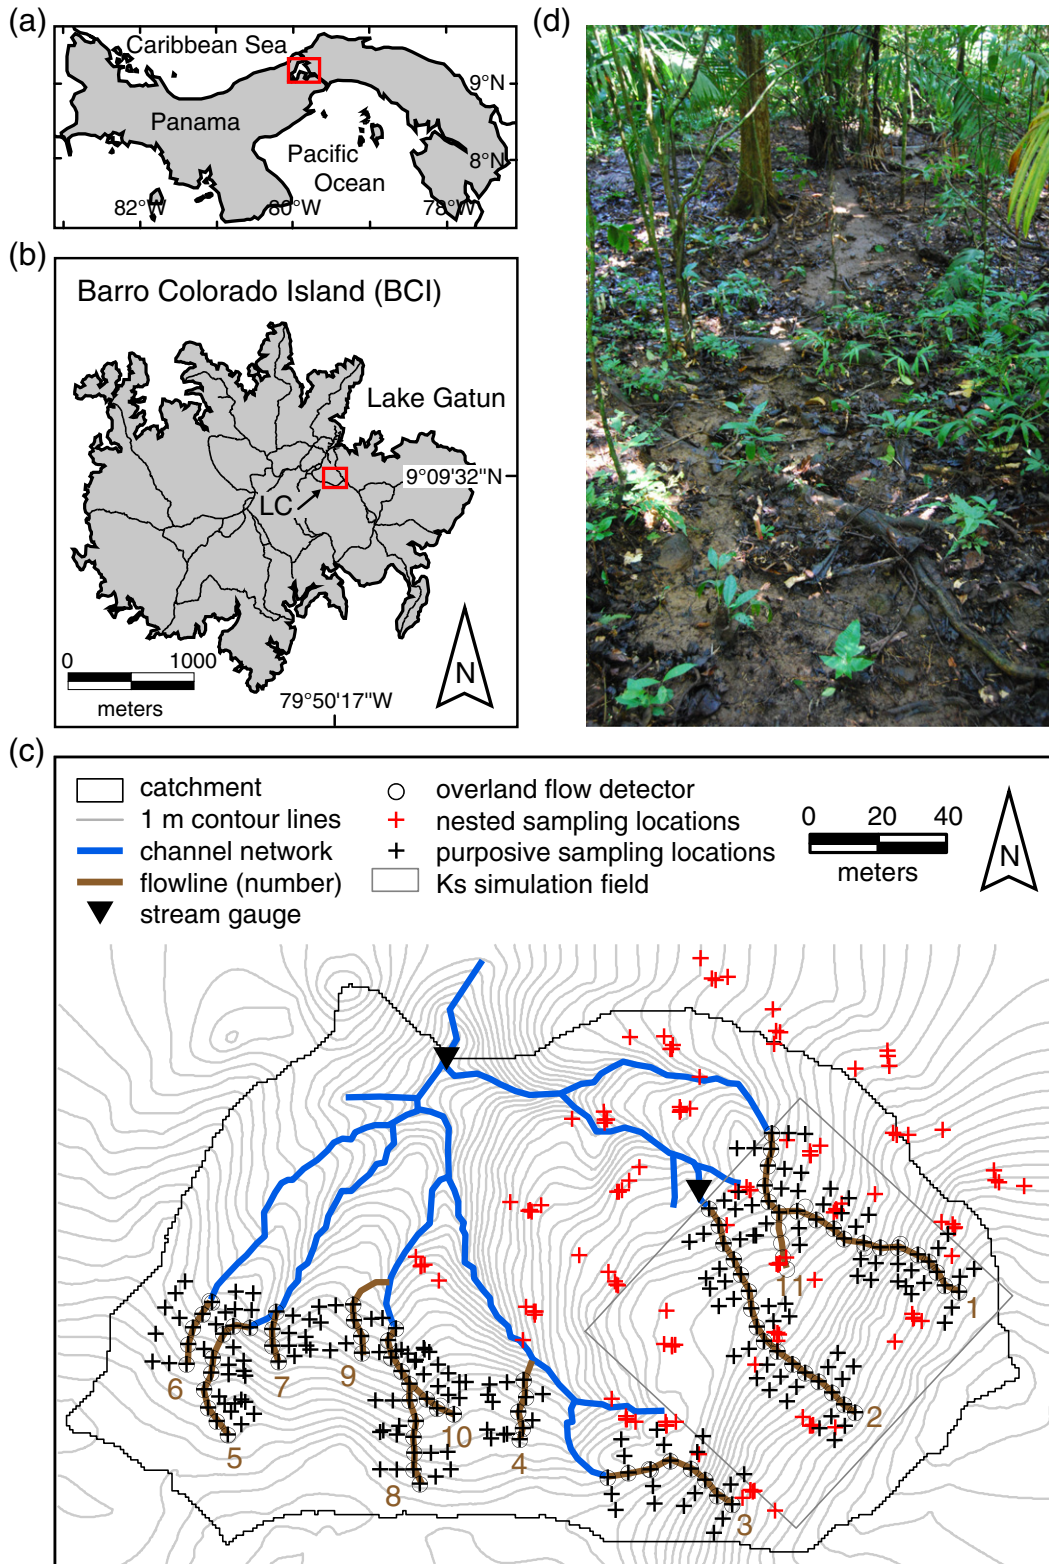 (a)
Caribbean Sea
9°N
Panama
Pacific
Ocean
8°N
82°W
80°W
78°W
(b)
Barro Colorado Island (BCI)
Lake Gatun
9°09'32"N
LC
0 1000
meters
79°50'17"W
N
(d)
(c)
catchment
1 m contour lines
channel network
flowline (number)
stream gauge
overland flow detector
nested sampling locations
purposive sampling locations
Ks simulation field
0 20 40
meters
N
11
1
6
7
9
2
5
10
4
8
3